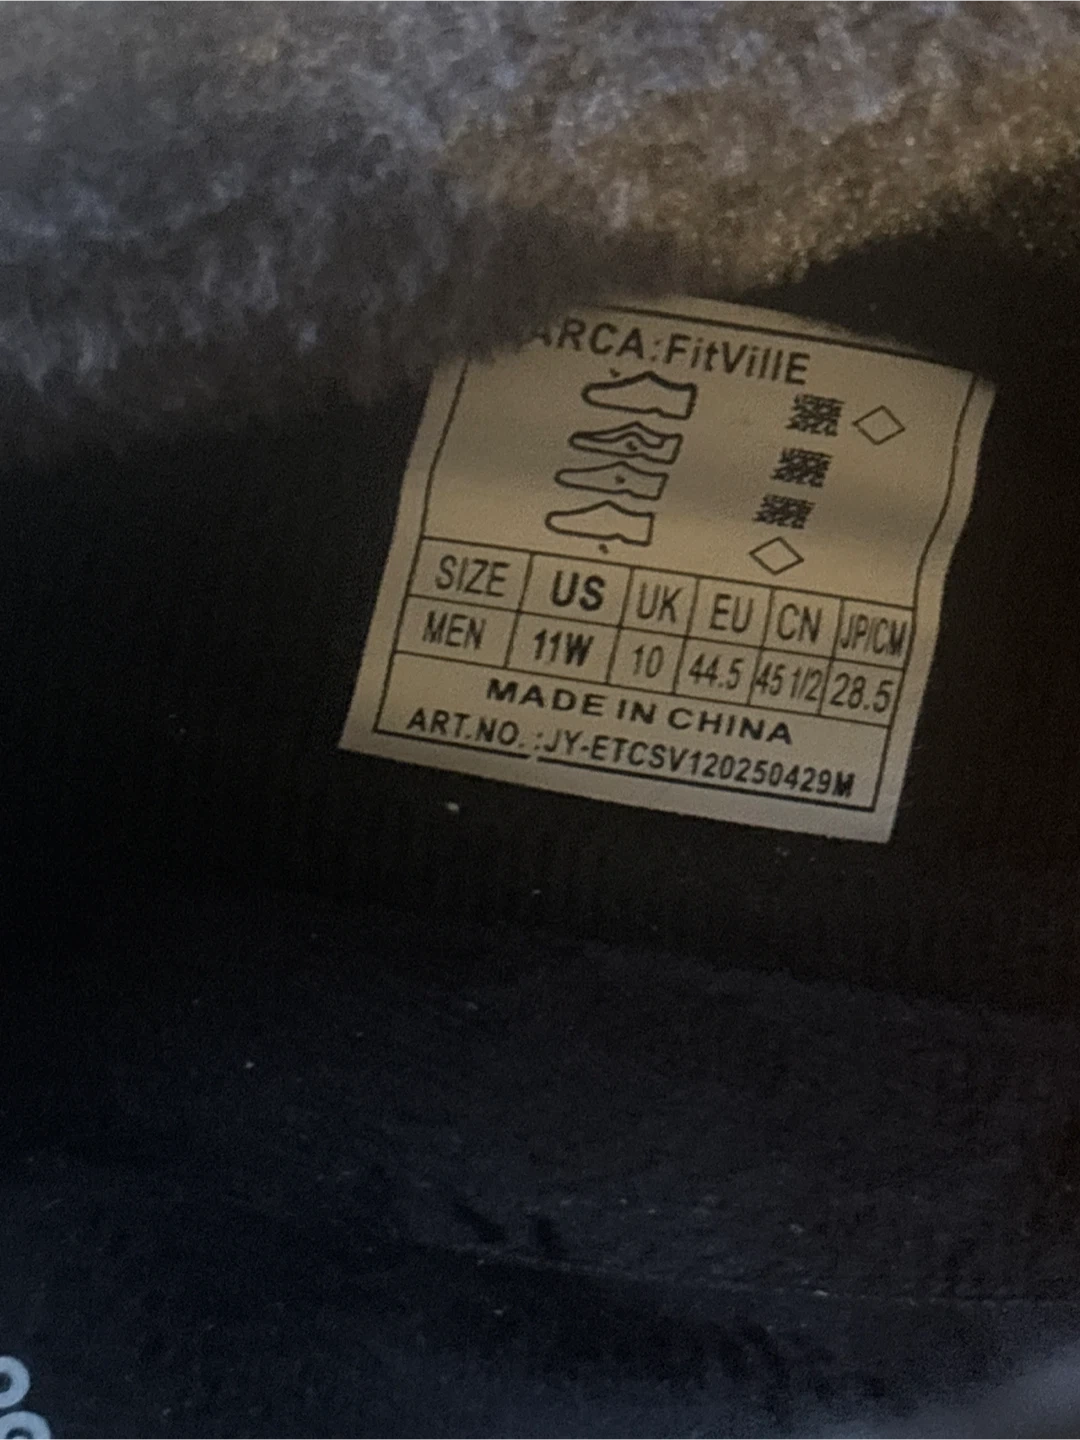 ARCA:FitVillE
SIZE US UK EU CN JP/CM
MEN 11W 10 44.5 45 1/2 28.5
MADE IN CHINA
ART.NO.:JY-ETCSV120250429M